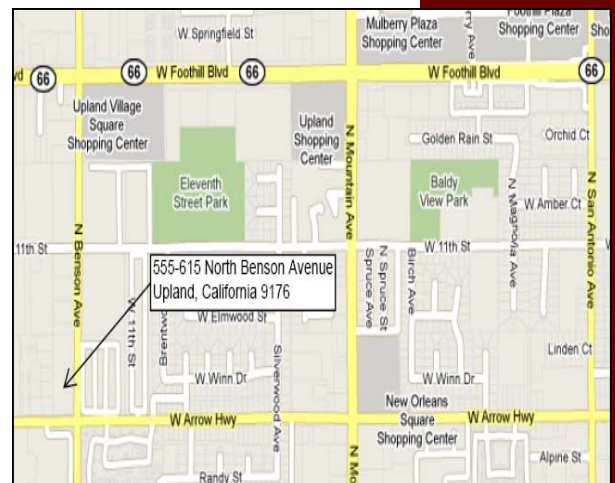 Foothill Plaza
Shopping Center
Mulberry Plaza
Shopping Center
Sho
W Springfield St
66
66
66
66
W Foothill Blvd
W Foothill Blvd
Upland Village
Square
Shopping Center
Upland
Shopping
Center
Golden Rain St
Orchid Ct
Eleventh
Street Park
Baldy
View Park
N Mountain Ave
N Magnolia Ave
N San Antonio Ave
W Amber Ct
N Benson Ave
11th St
W 11th St
555-615 North Benson Avenue
Upland, California 9176
W 11th St
W Elmwood St
Silverwood Ave
N Spruce St
Spruce Ave
Birch Ave
Linden Ct
W Winn Dr
W Winn Dr
New Orleans
Square
Shopping Center
W Arrow Hwy
W Arrow Hwy
Randy St
N Mo
Alpine St